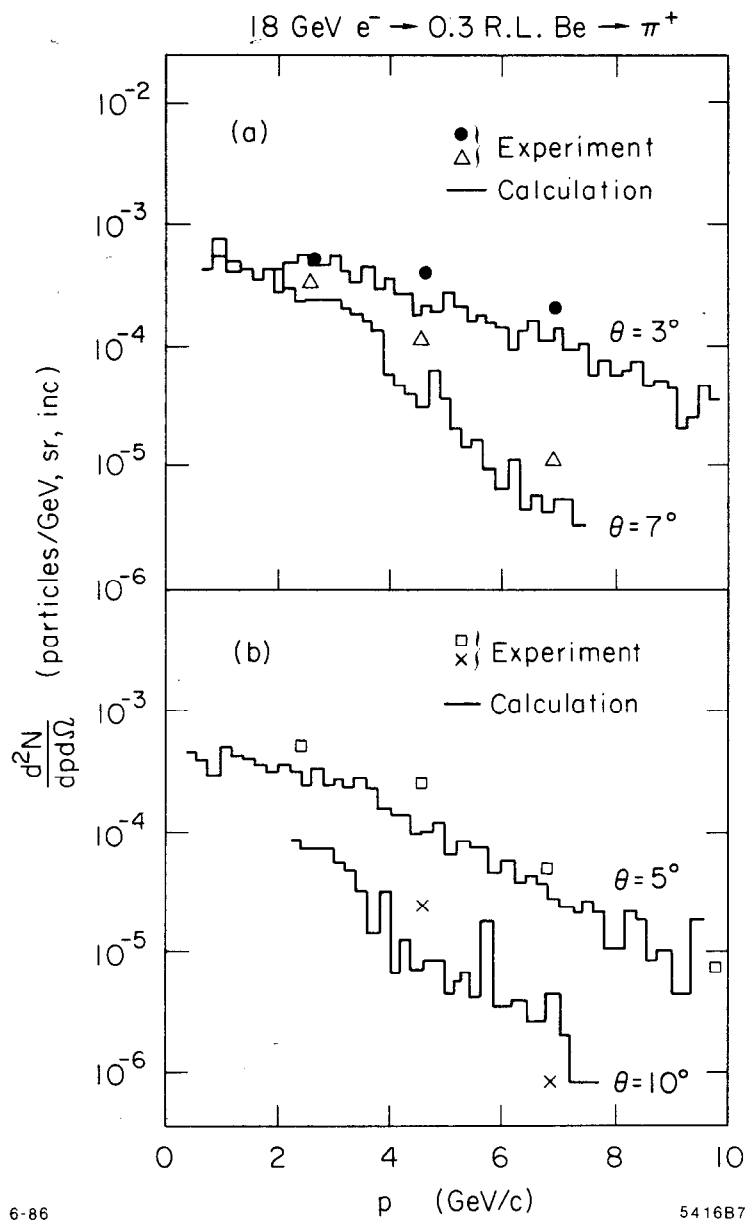 18 GeV e⁻ → 0.3 R.L. Be → π⁺
10⁻²
(a)
● Experiment
△
— Calculation
10⁻³
10⁻⁴
θ = 3°
10⁻⁵
θ = 7°
10⁻⁶
d²N/dpdΩ (particles/GeV, sr, inc)
(b)
□ Experiment
×
— Calculation
10⁻³
10⁻⁴
θ = 5°
10⁻⁵
10⁻⁶
θ = 10°
0 2 4 6 8 10
p (GeV/c)
6-86 5416B7